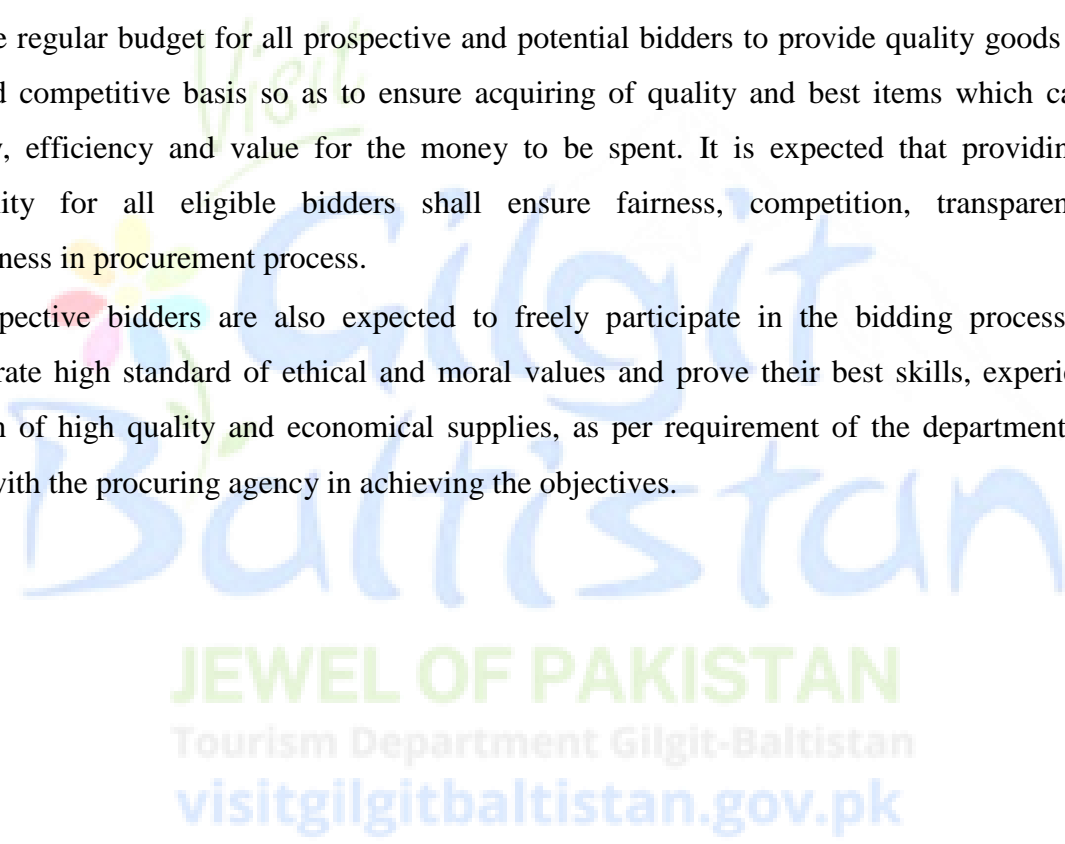 e regular budget for all prospective and potential bidders to provide quality goods
d competitive basis so as to ensure acquiring of quality and best items which ca
y, efficiency and value for the money to be spent. It is expected that providin
ity for all eligible bidders shall ensure fairness, competition, transparen
ness in procurement process.
pective bidders are also expected to freely participate in the bidding process
rate high standard of ethical and moral values and prove their best skills, experi
n of high quality and economical supplies, as per requirement of the department
with the procuring agency in achieving the objectives.
Visit
Gilgit
Baltistan
JEWEL OF PAKISTAN
Tourism Department Gilgit-Baltistan
visitgilgitbaltistan.gov.pk